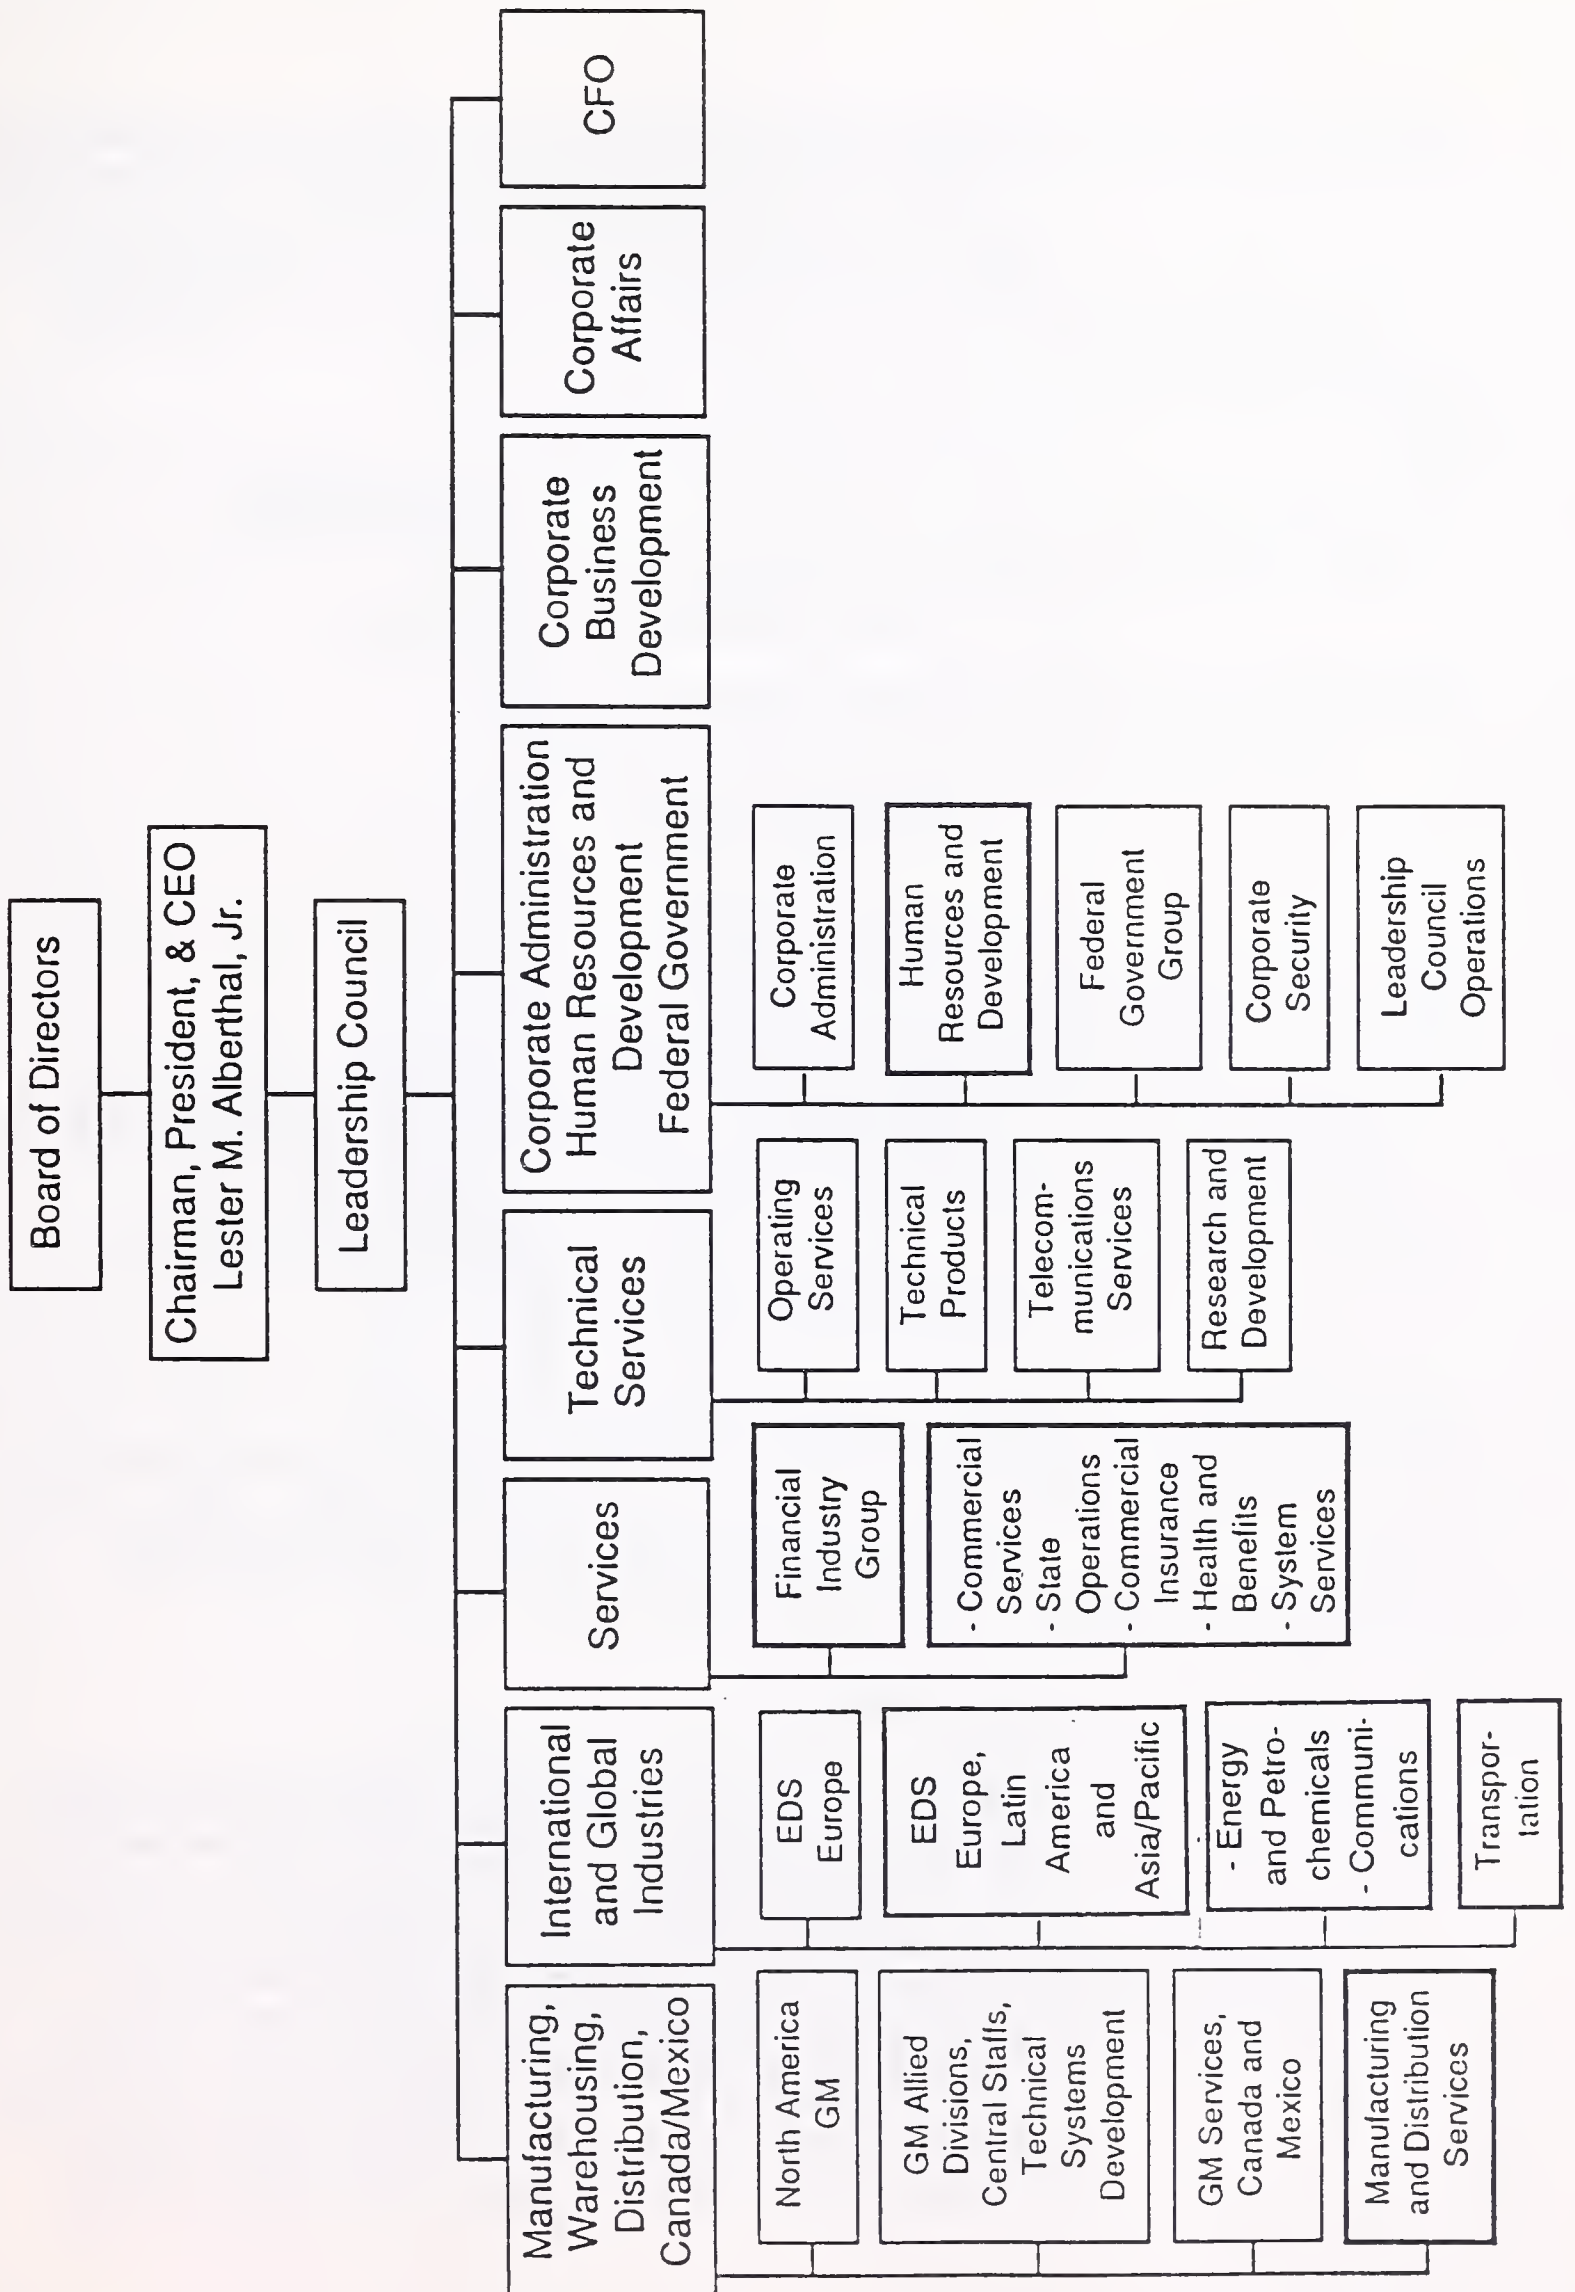 Board of Directors
Chairman, President, & CEO
Lester M. Alberthal, Jr.
Leadership Council
Manufacturing,
Warehousing,
Distribution,
Canada/Mexico
North America
GM
GM Allied
Divisions,
Central Staffs,
Technical
Systems
Development
GM Services,
Canada and
Mexico
Manufacturing
and Distribution
Services
International
and Global
Industries
EDS
Europe
EDS
Europe,
Latin
America
and
Asia/Pacific
- Energy
and Petro-
chemicals
- Communi-
cations
Transpor-
tation
Services
Financial
Industry
Group
- Commercial
Services
- State
Operations
- Commercial
Insurance
- Health and
Benefits
- System
Services
Technical
Services
Operating
Services
Technical
Products
Telecom-
munications
Services
Research and
Development
Corporate Administration
Human Resources and
Development
Federal Government
Corporate
Administration
Human
Resources and
Development
Federal
Government
Group
Corporate
Security
Leadership
Council
Operations
Corporate
Business
Development
Corporate
Affairs
CFO